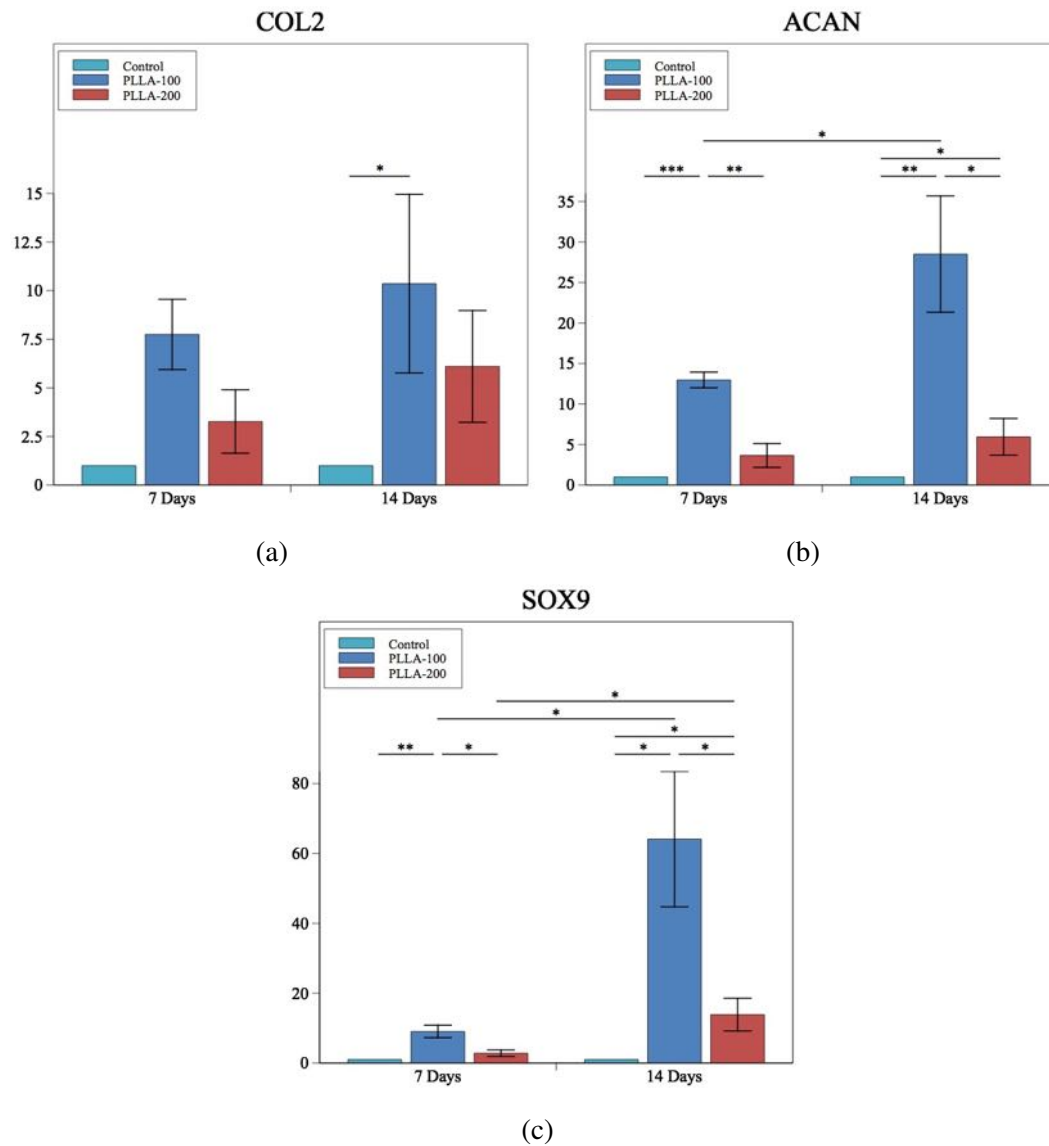 COL2
Control
PLLA-100
PLLA-200
*
15
12.5
10
7.5
5
2.5
0
7 Days
14 Days
(a)
ACAN
Control
PLLA-100
PLLA-200
*
*
*** ** ** *
35
30
25
20
15
10
5
0
7 Days
14 Days
(b)
SOX9
Control
PLLA-100
PLLA-200
*
*
*
** * * *
80
60
40
20
0
7 Days
14 Days
(c)